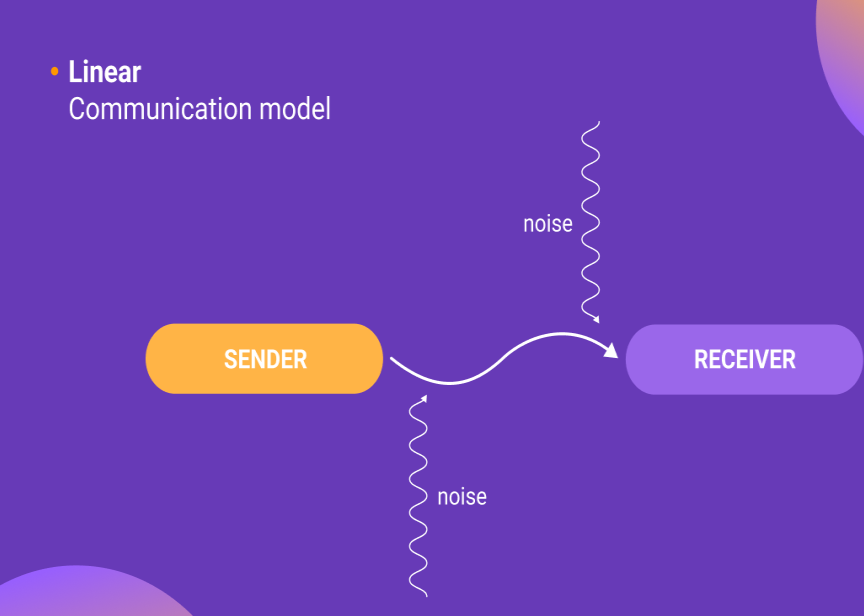 • Linear
Communication model
noise
SENDER
RECEIVER
noise